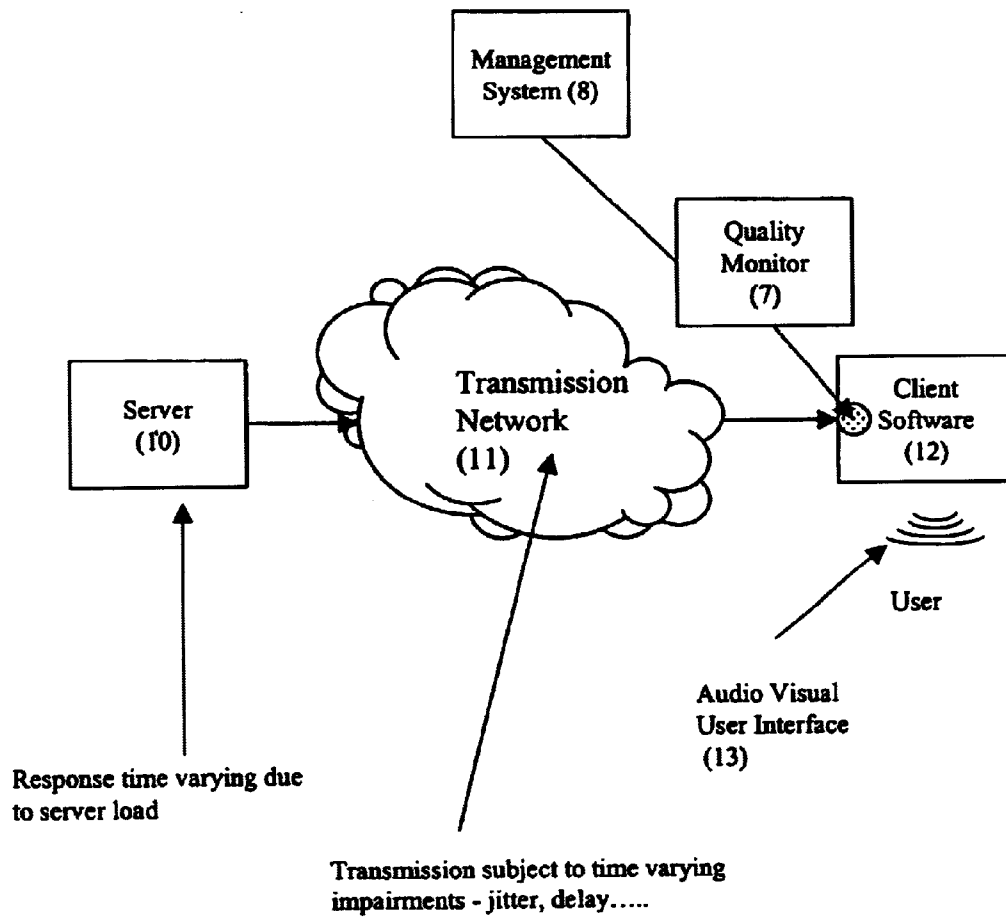 Management
System (8)
Quality
Monitor
(7)
Server
(10)
Transmission
Network
(11)
Client
Software
(12)
User
Audio Visual
User Interface
(13)
Response time varying due
to server load
Transmission subject to time varying
impairments - jitter, delay.....